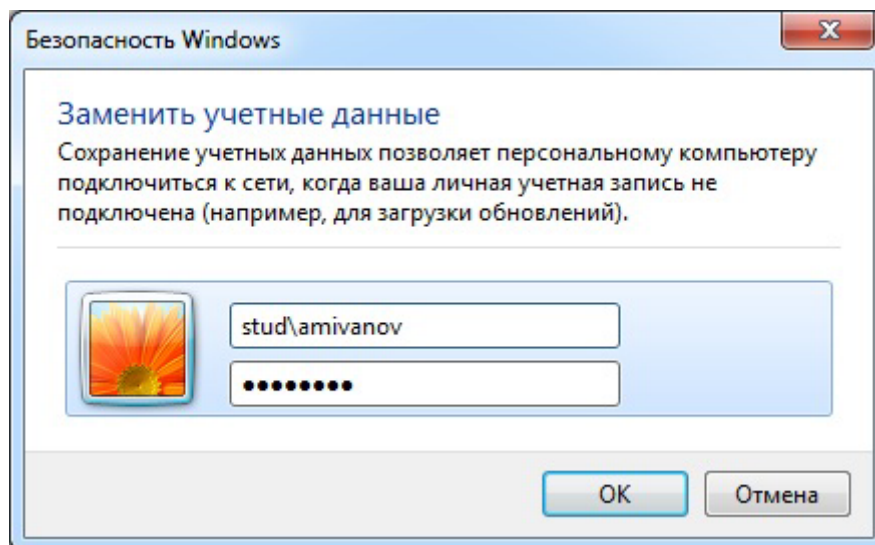 Безопасность Windows
Заменить учетные данные
Сохранение учетных данных позволяет персональному компьютеру
подключиться к сети, когда ваша личная учетная запись не
подключена (например, для загрузки обновлений).
stud\amivanov
●●●●●●●●
OK
Отмена